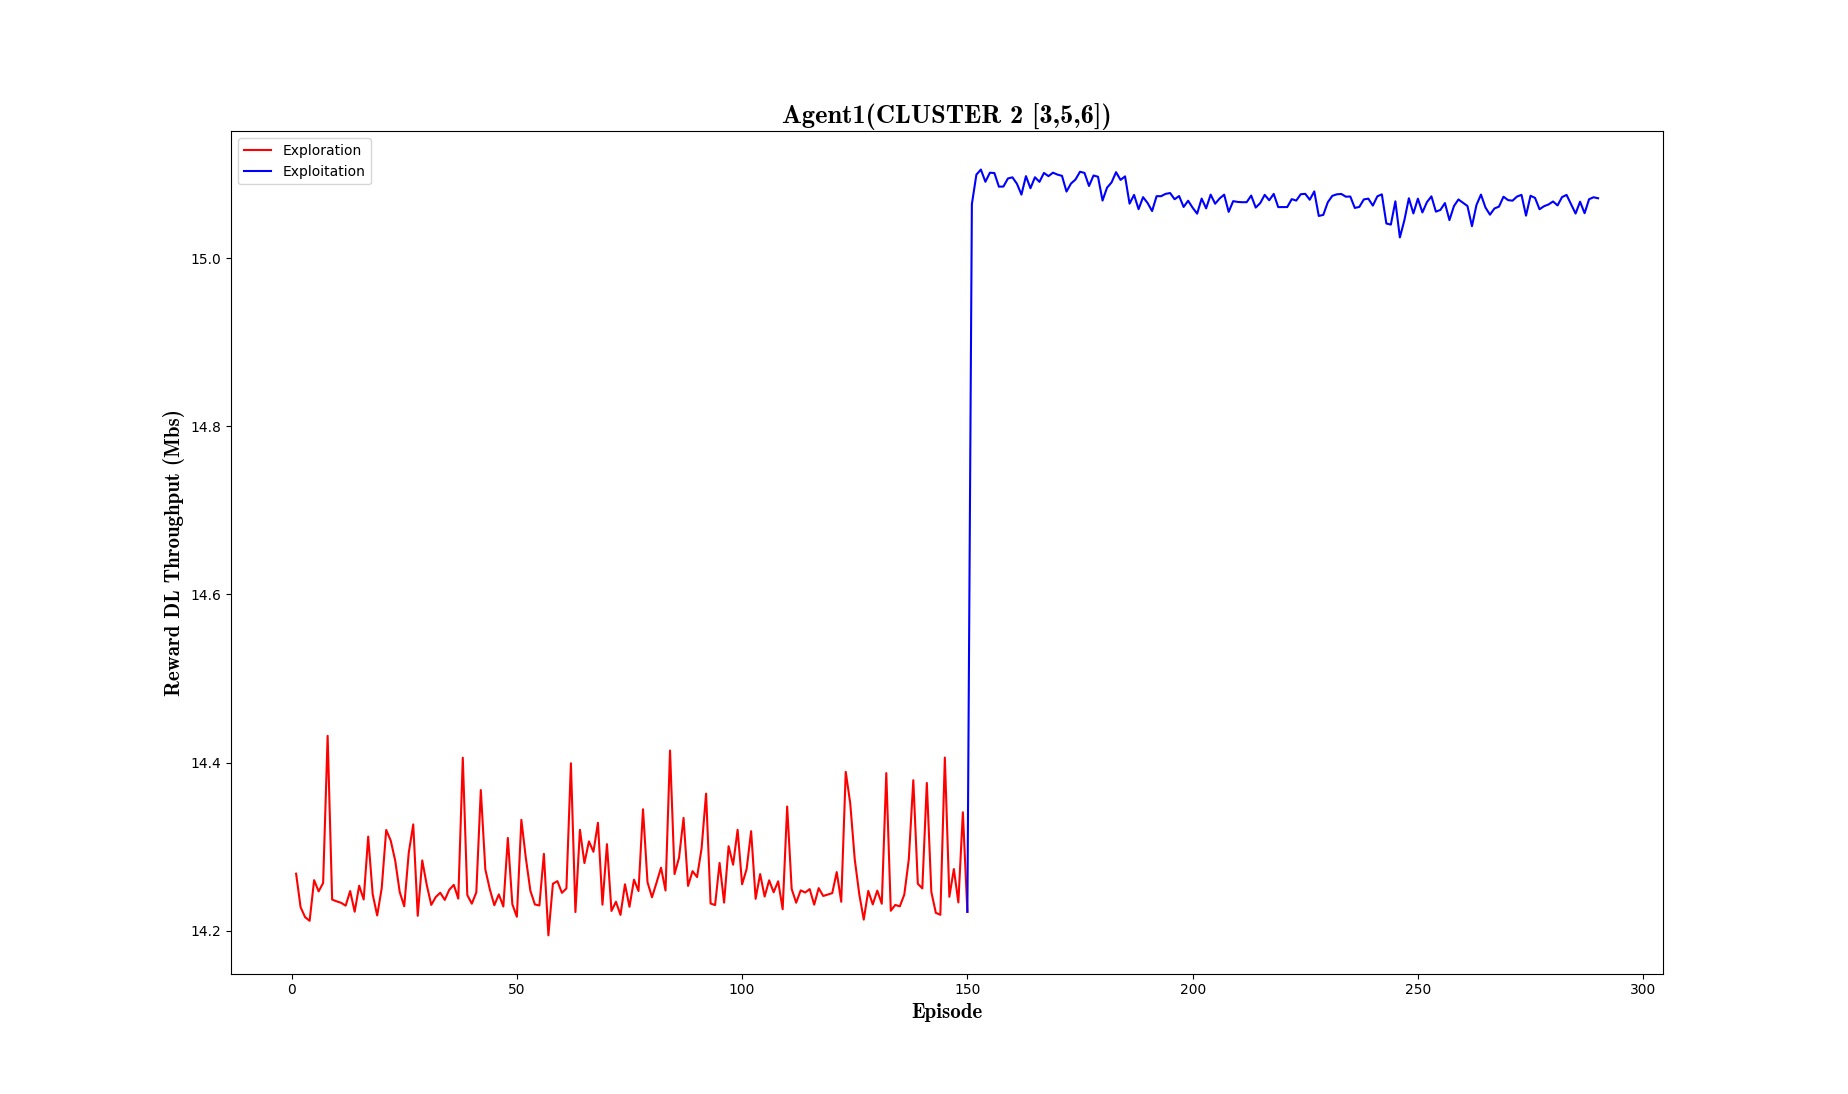 Agent1(CLUSTER 2 [3,5,6])
Exploration
Exploitation
Reward DL Throughput (Mbs)
15.0
14.8
14.6
14.4
14.2
0 50 100 150 200 250 300
Episode